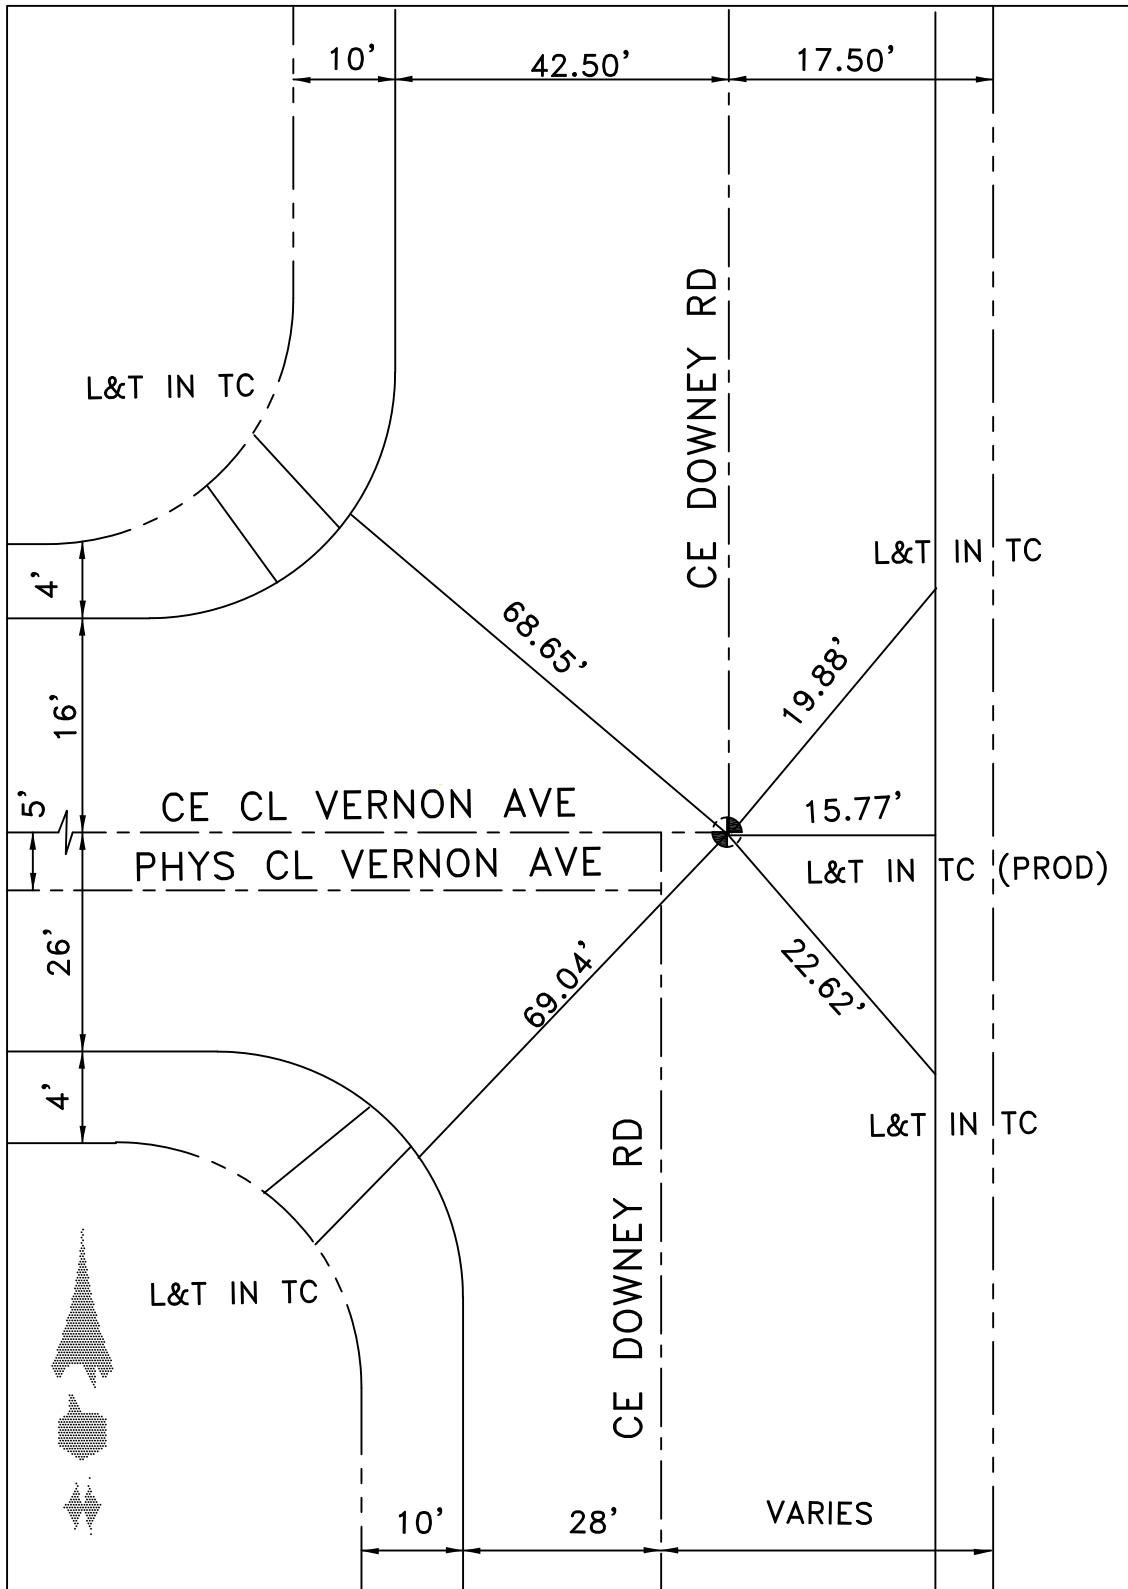 10' 42.50' 17.50'
CE DOWNEY RD
L&T IN TC
L&T IN TC
4'
68.65'
19.88'
16'
5'
CE CL VERNON AVE
15.77'
PHYS CL VERNON AVE
L&T IN TC (PROD)
26'
69.04'
22.62'
4'
L&T IN TC
CE DOWNEY RD
L&T IN TC
10' 28' VARIES